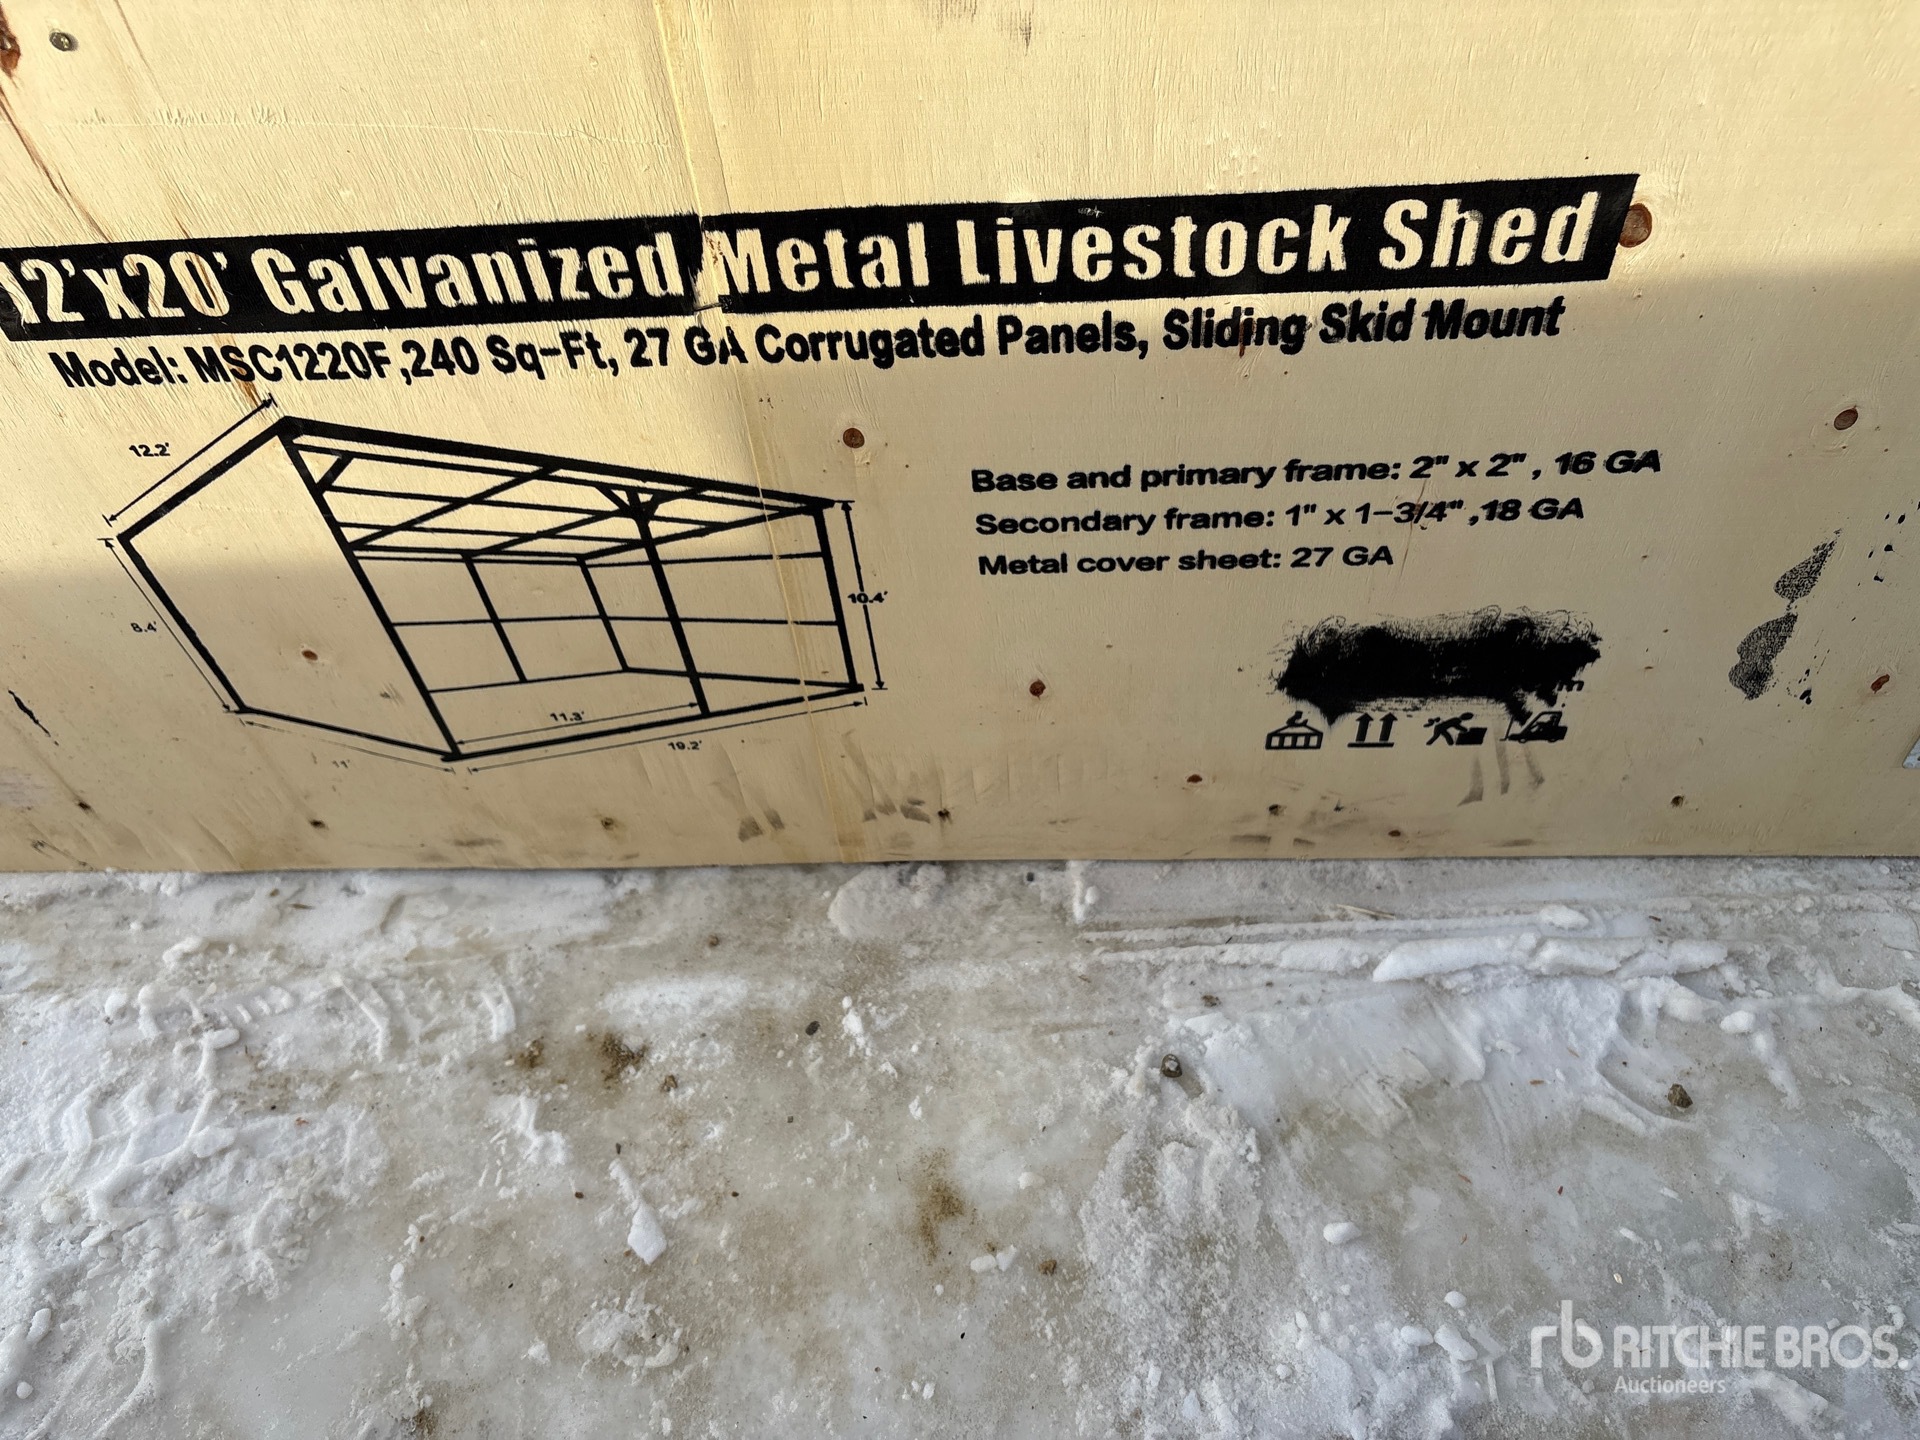 12'x20' Galvanized Metal Livestock Shed
Model: MSC1220F,240 Sq-Ft, 27 GA Corrugated Panels, Sliding Skid Mount
12.2'
8.4'
11'
11.3'
19.2'
10.4'
Base and primary frame: 2" x 2" , 16 GA
Secondary frame: 1" x 1-3/4" ,18 GA
Metal cover sheet: 27 GA
rb RITCHIE BROS.
Auctioneers